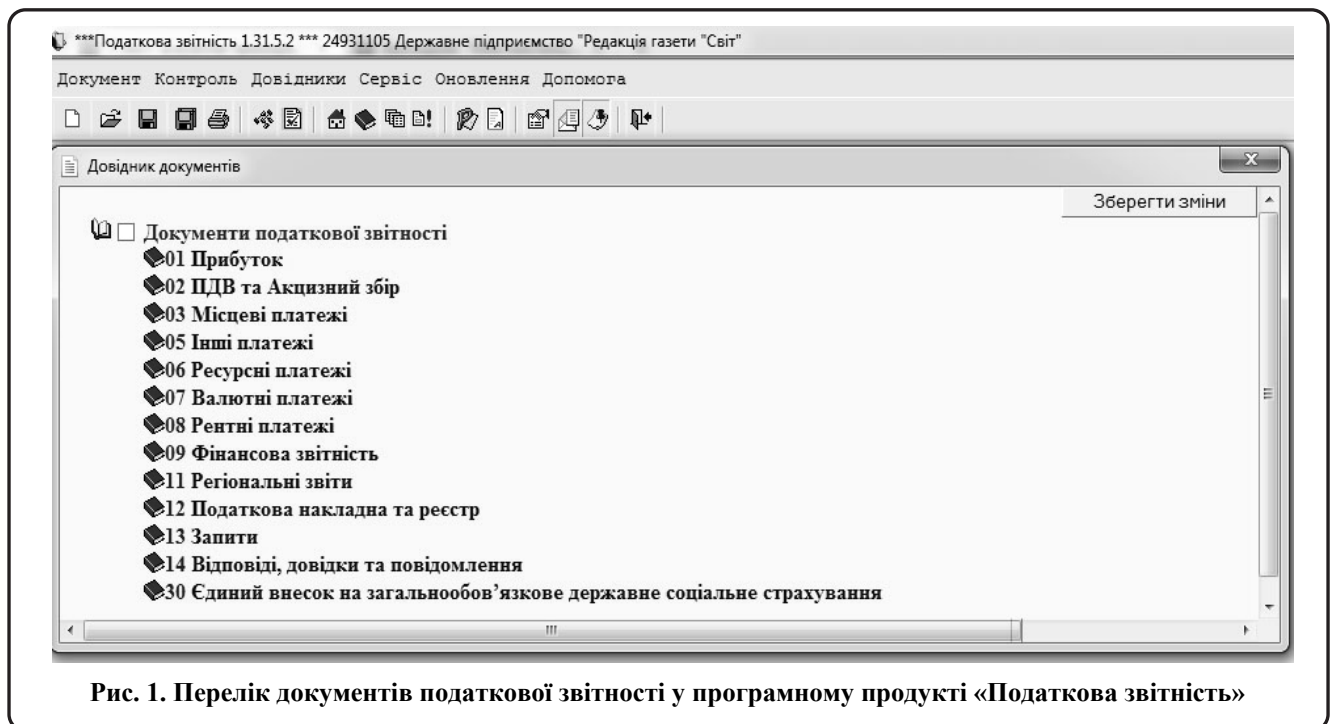 ***Податкова звітність 1.31.5.2 *** 24931105 Державне підприємство "Редакція газети "Світ"
Документ Контроль Довідники Сервіс Оновлення Допомога
Довідник документів
Зберегти зміни
Документи податкової звітності
01 Прибуток
02 ПДВ та Акцизний збір
03 Місцеві платежі
05 Інші платежі
06 Ресурсні платежі
07 Валютні платежі
08 Рентні платежі
09 Фінансова звітність
11 Регіональні звіти
12 Податкова накладна та реєстр
13 Запити
14 Відповіді, довідки та повідомлення
30 Єдиний внесок на загальнообов’язкове державне соціальне страхування
Рис. 1. Перелік документів податкової звітності у програмному продукті «Податкова звітність»